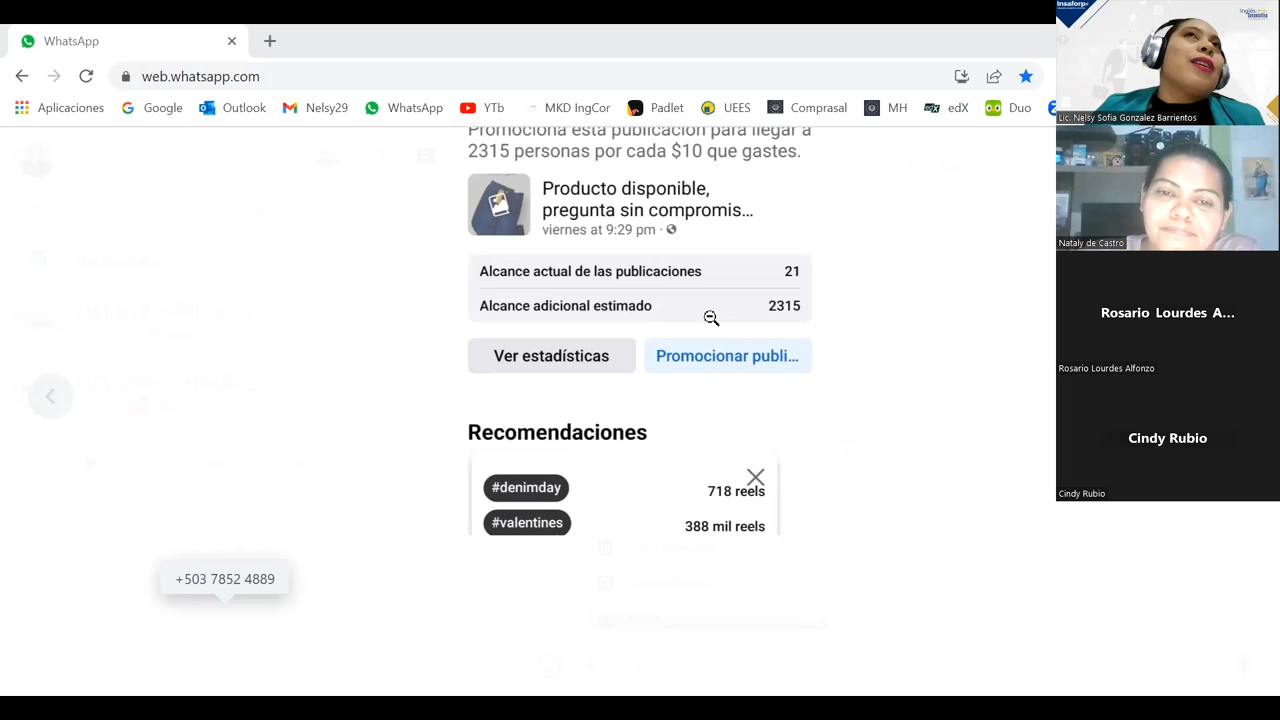 WhatsApp
web.whatsapp.com
Aplicaciones Google Outlook Nelsy29 WhatsApp YTb MKD IngCor Padlet UEES Comprasal MH edX Duo
Promociona esta publicación para llegar a
2315 personas por cada $10 que gastes.
Producto disponible,
pregunta sin compromis...
viernes at 9:29 pm ·
Alcance actual de las publicaciones 21
Alcance adicional estimado 2315
Ver estadísticas Promocionar publi...
Recomendaciones
#denimday 718 reels
#valentines 388 mil reels
+503 7852 4889
Insaforp
Lic. Nelsy Sofia Gonzalez Barrientos
Nataly de Castro
Rosario Lourdes A...
Rosario Lourdes Alfonzo
Cindy Rubio
Cindy Rubio